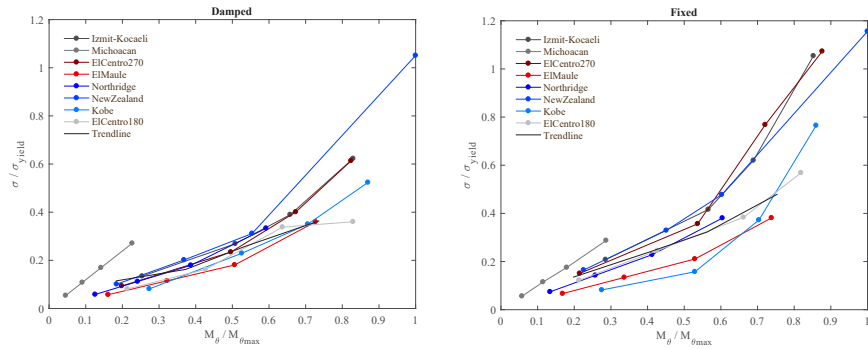 Damped
1.2
1
0.8
0.6
0.4
0.2
0
σ / σyield
Izmit-Kocaeli
Michoacan
ElCentro270
ElMaule
Northridge
NewZealand
Kobe
ElCentro180
Trendline
0 0.1 0.2 0.3 0.4 0.5 0.6 0.7 0.8 0.9 1
Mθ / Mθmax
Fixed
1.2
1
0.8
0.6
0.4
0.2
0
σ / σyield
Izmit-Kocaeli
Michoacan
ElCentro270
ElMaule
Northridge
NewZealand
Kobe
ElCentro180
Trendline
0 0.1 0.2 0.3 0.4 0.5 0.6 0.7 0.8 0.9 1
Mθ / Mθmax